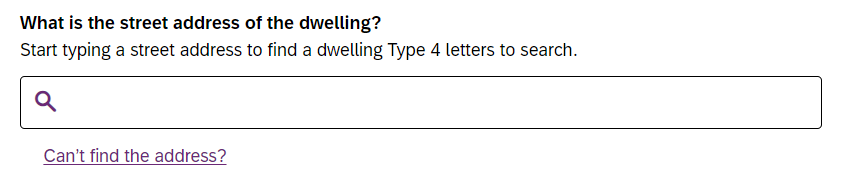 What is the street address of the dwelling?
Start typing a street address to find a dwelling Type 4 letters to search.
Can't find the address?